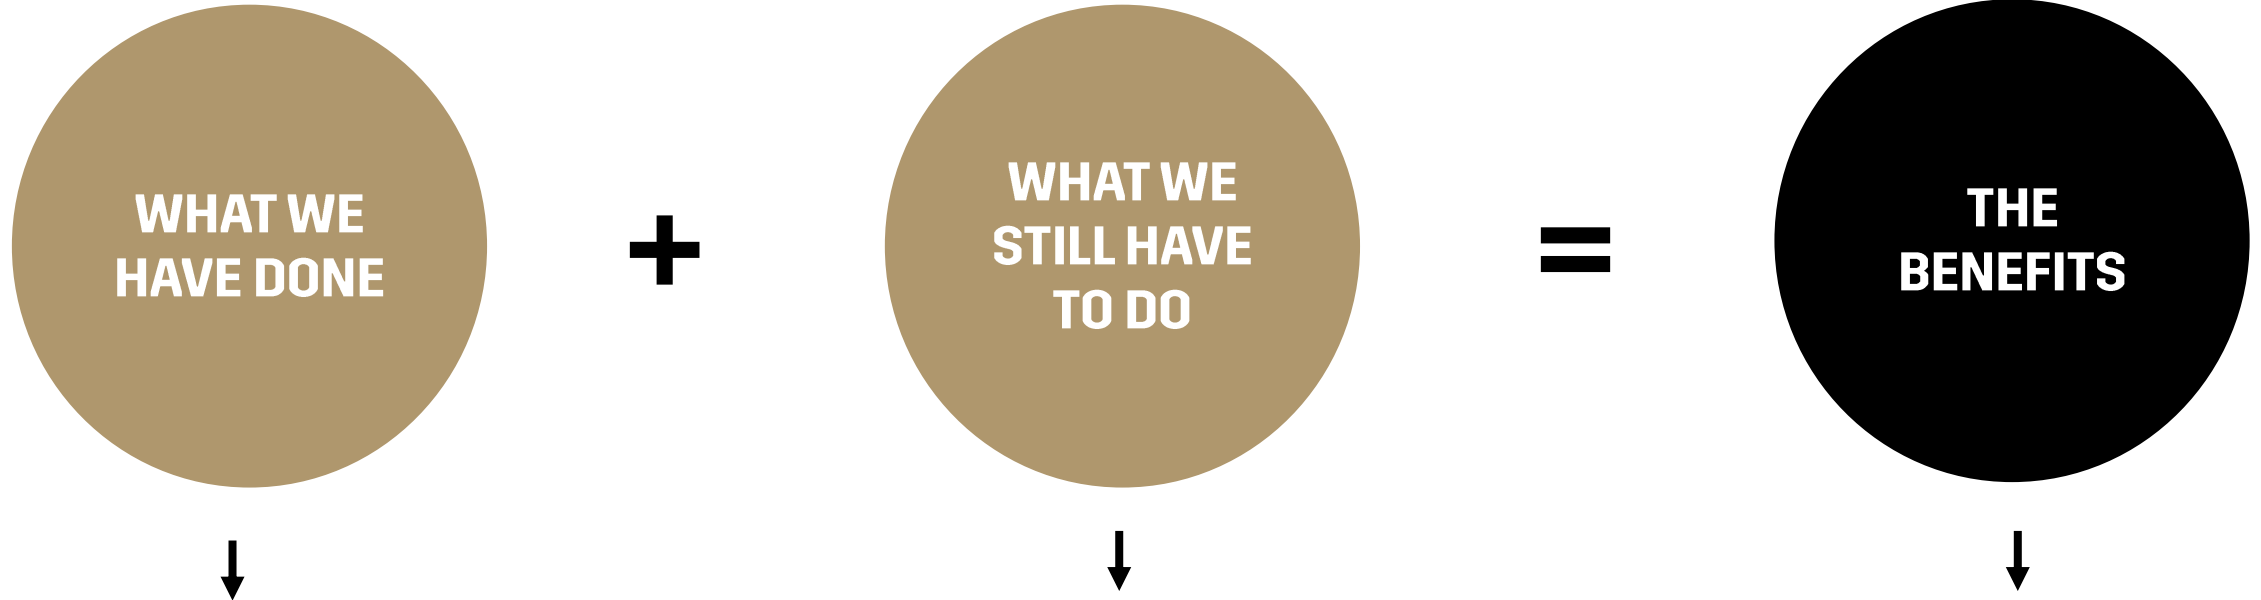 WHAT WE
HAVE DONE
+
WHAT WE
STILL HAVE
TO DO
=
THE
BENEFITS